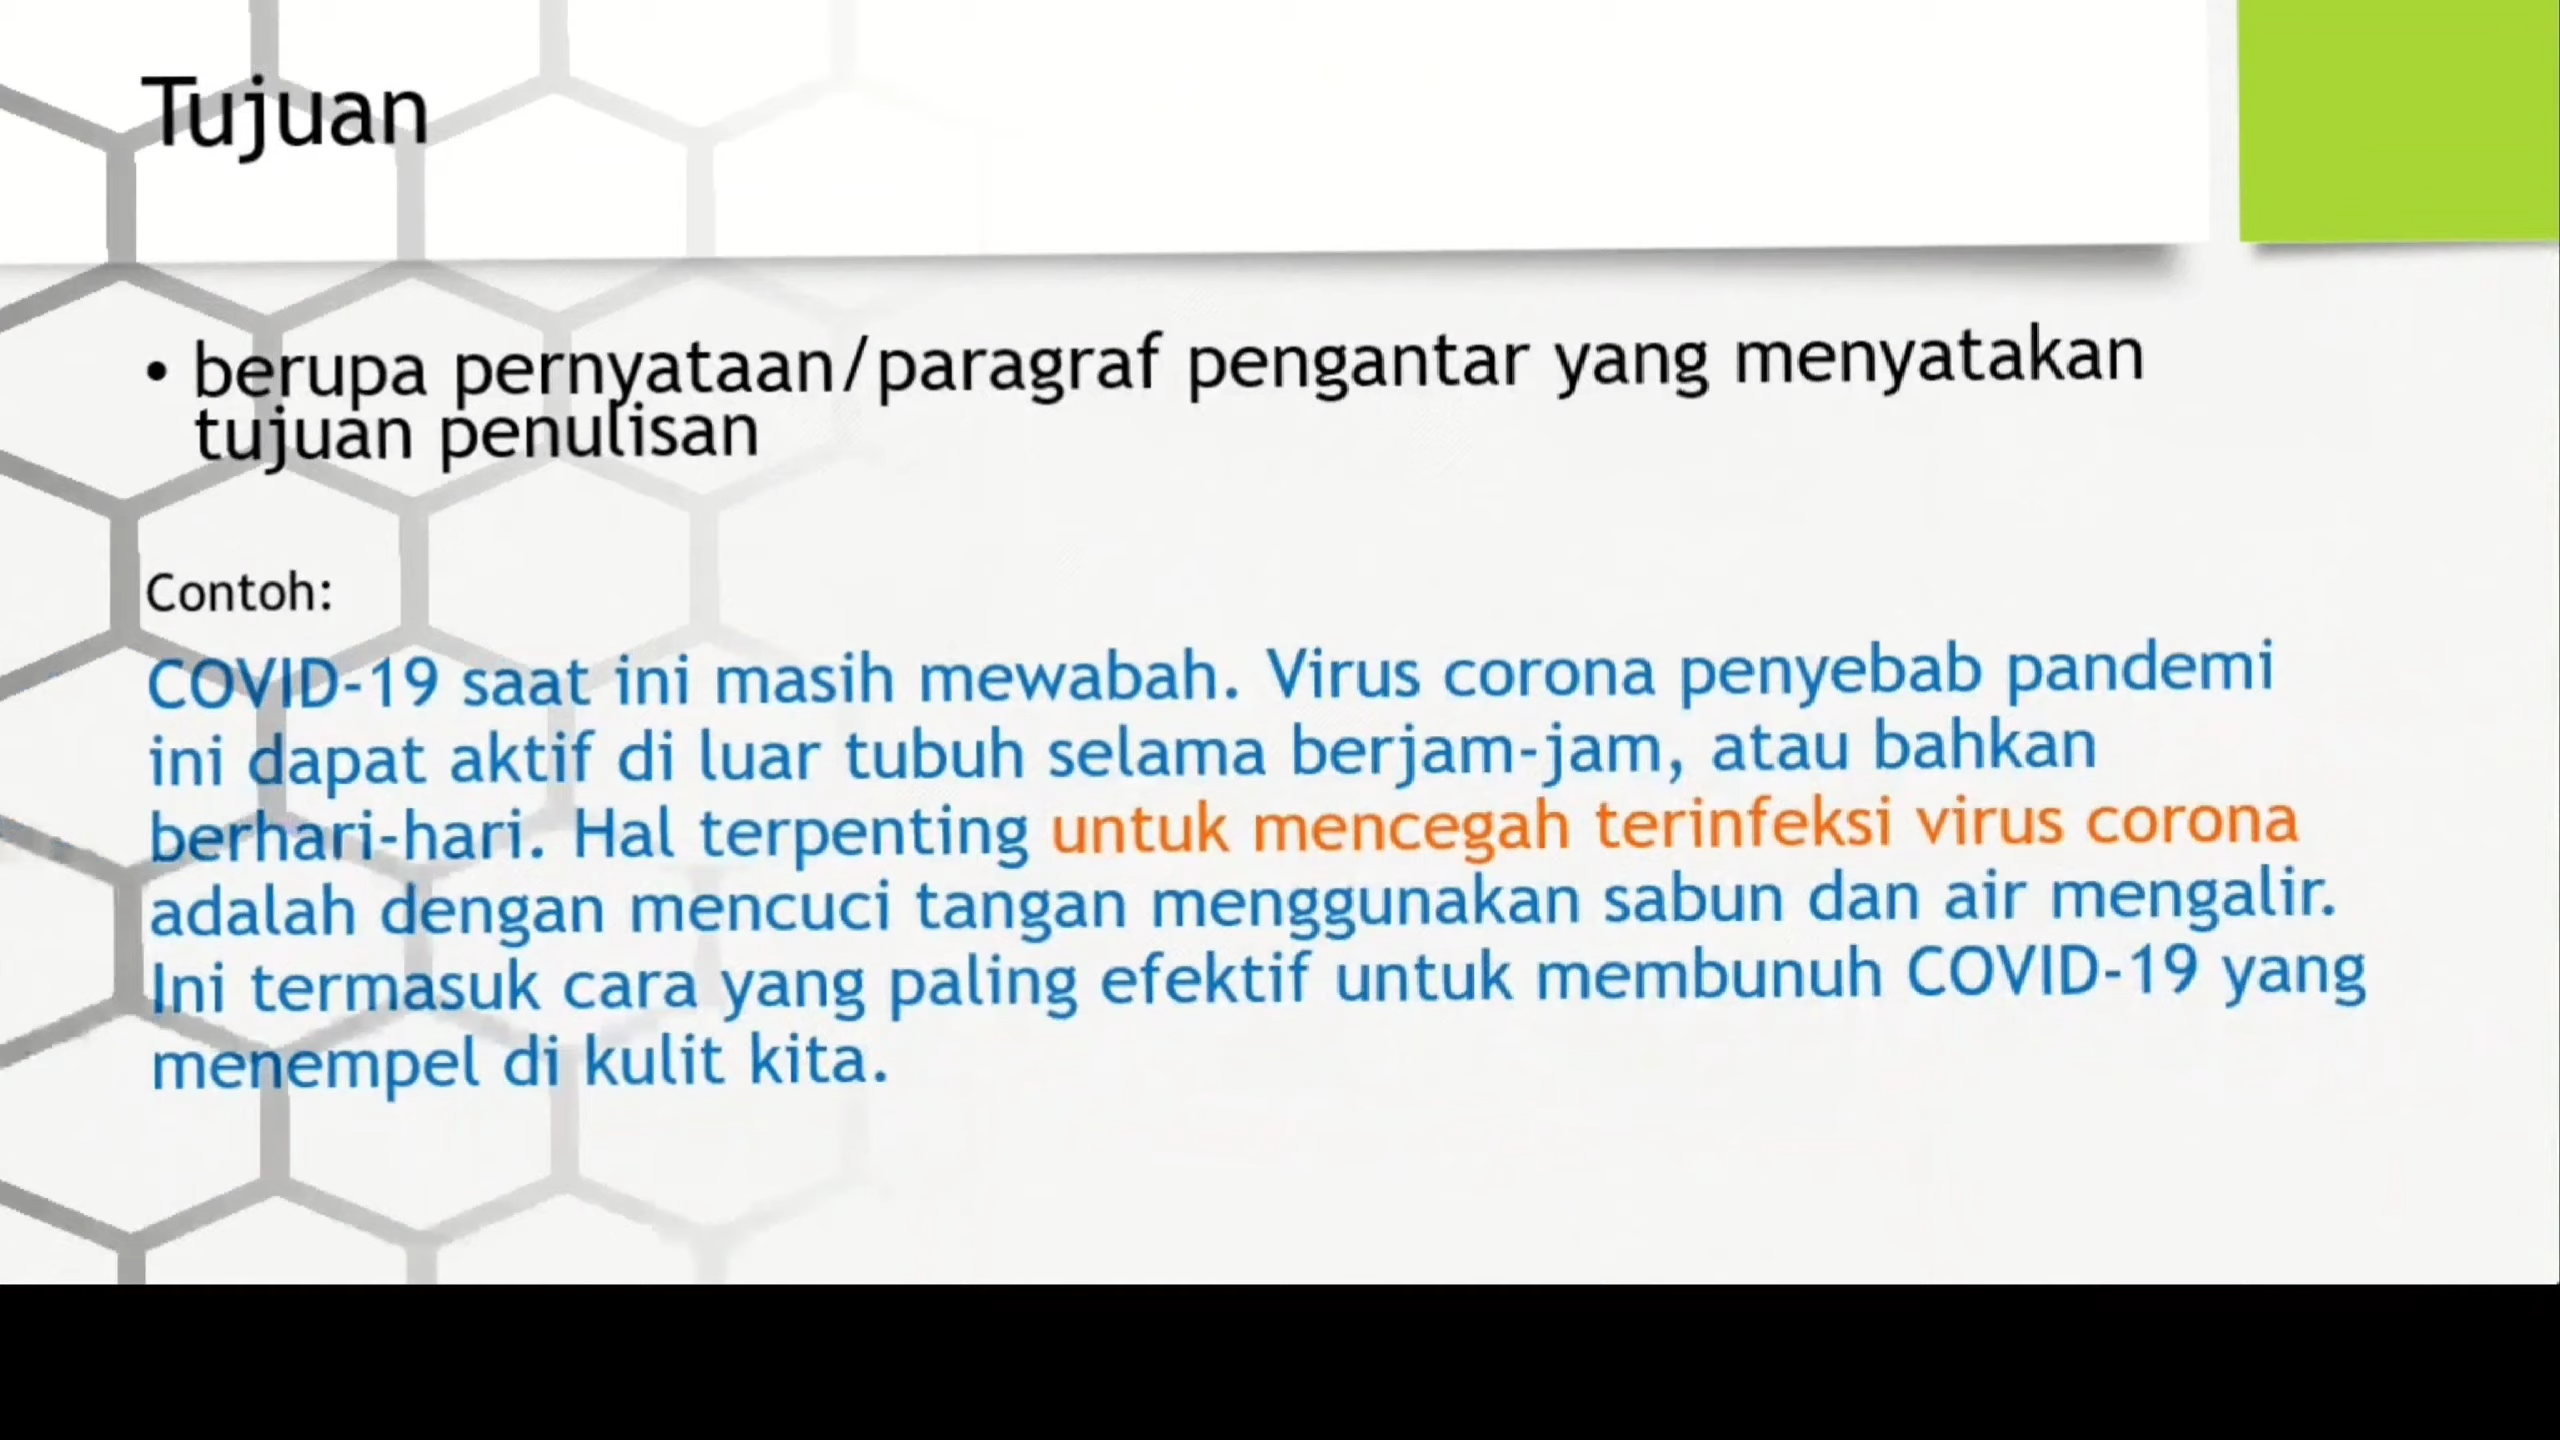 Tujuan
• berupa pernyataan/paragraf pengantar yang menyatakan
tujuan penulisan
Contoh:
COVID-19 saat ini masih mewabah. Virus corona penyebab pandemi
ini dapat aktif di luar tubuh selama berjam-jam, atau bahkan
berhari-hari. Hal terpenting untuk mencegah terinfeksi virus corona
adalah dengan mencuci tangan menggunakan sabun dan air mengalir.
Ini termasuk cara yang paling efektif untuk membunuh COVID-19 yang
menempel di kulit kita.